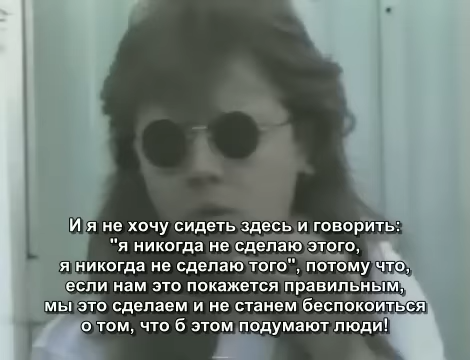 И я не хочу сидеть здесь и говорить:
"я никогда не сделаю этого,
я никогда не сделаю того", потому что,
если нам это покажется правильным,
мы это сделаем и не станем беспокоиться
о том, что б этом подумают люди!